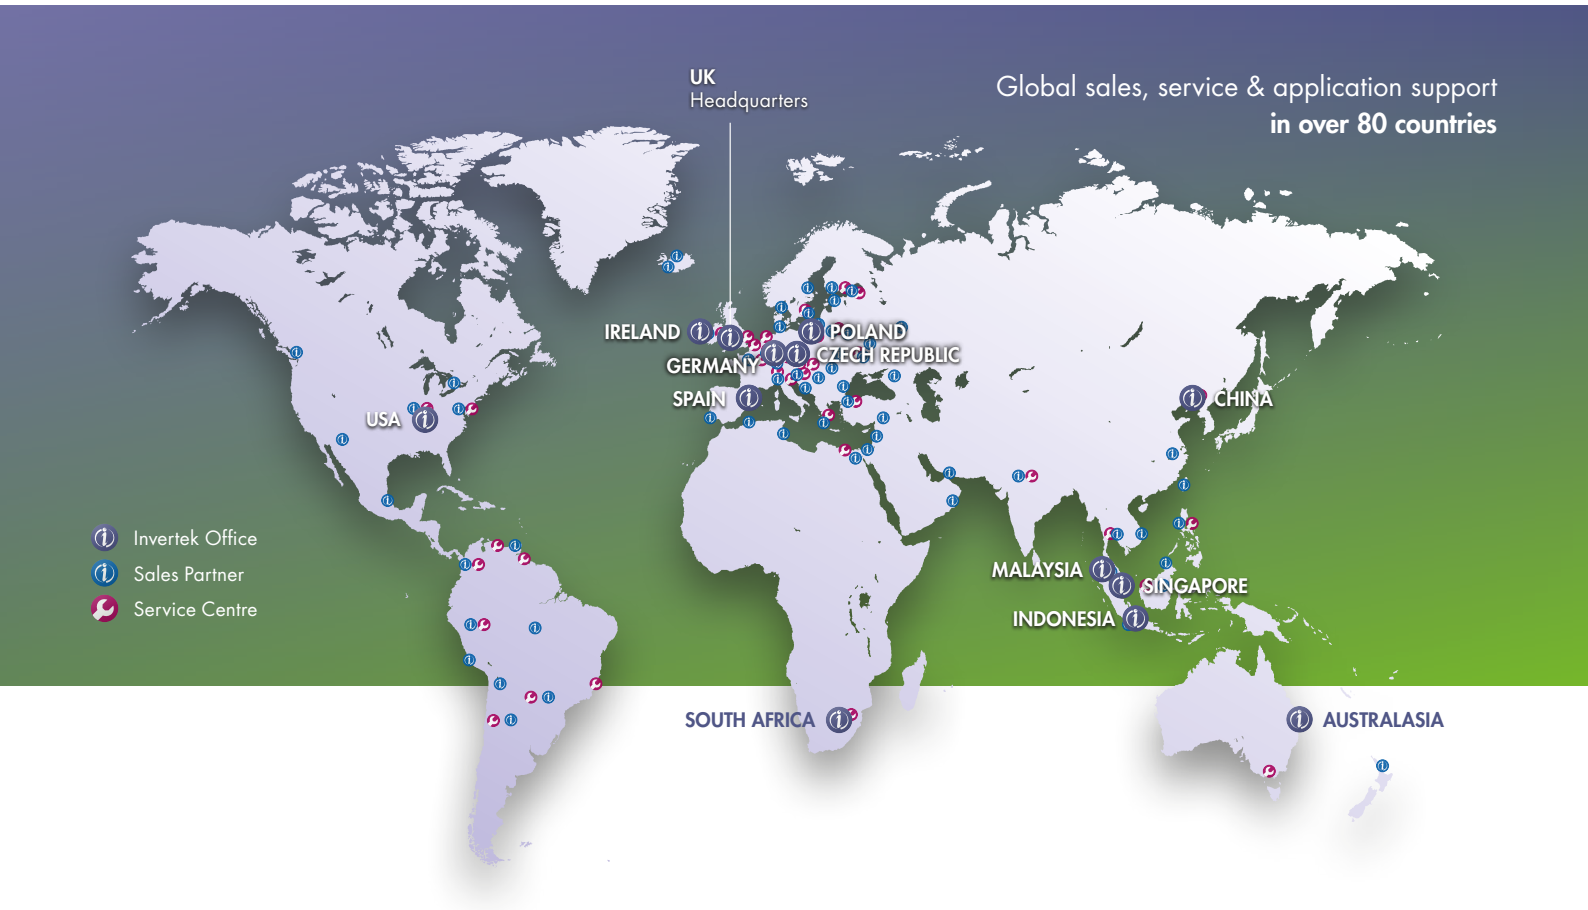 UK
Headquarters
Global sales, service & application support
in over 80 countries
IRELAND
POLAND
GERMANY
CZECH REPUBLIC
SPAIN
USA
CHINA
Invertek Office
Sales Partner
Service Centre
MALAYSIA
SINGAPORE
INDONESIA
SOUTH AFRICA
AUSTRALASIA